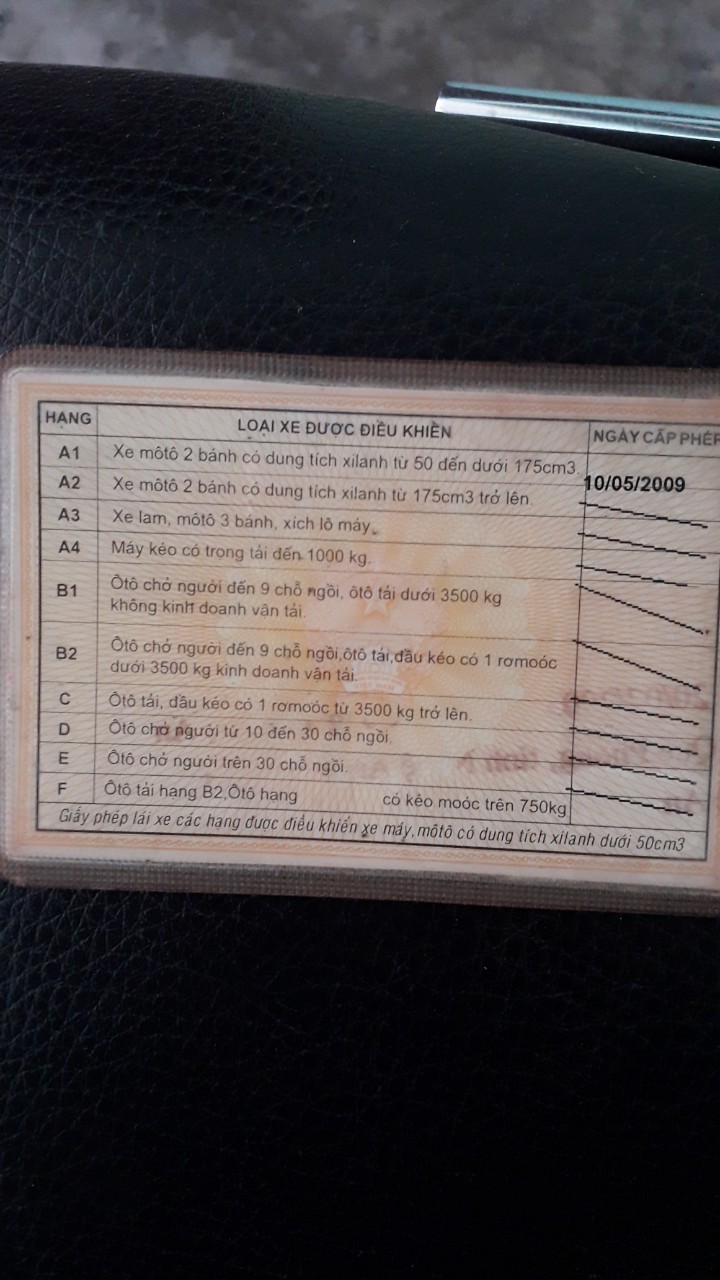 HẠNG LOẠI XE ĐƯỢC ĐIỀU KHIỂN NGÀY CẤP PHÉP
A1 Xe môtô 2 bánh có dung tích xilanh từ 50 đến dưới 175cm3. 10/05/2009
A2 Xe môtô 2 bánh có dung tích xilanh từ 175cm3 trở lên.
A3 Xe lam, môtô 3 bánh, xích lô máy.
A4 Máy kéo có trọng tải đến 1000 kg.
B1 Ôtô chở người đến 9 chỗ ngồi, ôtô tải dưới 3500 kg
không kinh doanh vận tải.
B2 Ôtô chở người đến 9 chỗ ngồi,ôtô tải,đầu kéo có 1 rơmoóc
dưới 3500 kg kinh doanh vận tải.
C Ôtô tải, đầu kéo có 1 rơmoóc từ 3500 kg trở lên.
D Ôtô chở người từ 10 đến 30 chỗ ngồi.
E Ôtô chở người trên 30 chỗ ngồi.
F Ôtô tải hạng B2,Ôtô hạng có kéo moóc trên 750kg
Giấy phép lái xe các hạng được điều khiển xe máy,môtô có dung tích xilanh dưới 50cm3